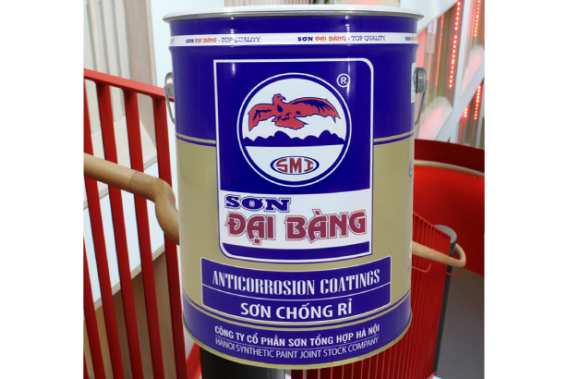 SƠN ĐẠI BÀNG - TOP QUALITY SƠN ĐẠI BÀNG - TOP QUALITY
®
SMI
SƠN
ĐẠI BÀNG
ANTICORROSION COATINGS
SƠN CHỐNG RỈ
CÔNG TY CỔ PHẦN SƠN TỔNG HỢP HÀ NỘI
HANOI SYNTHETIC PAINT JOINT STOCK COMPANY